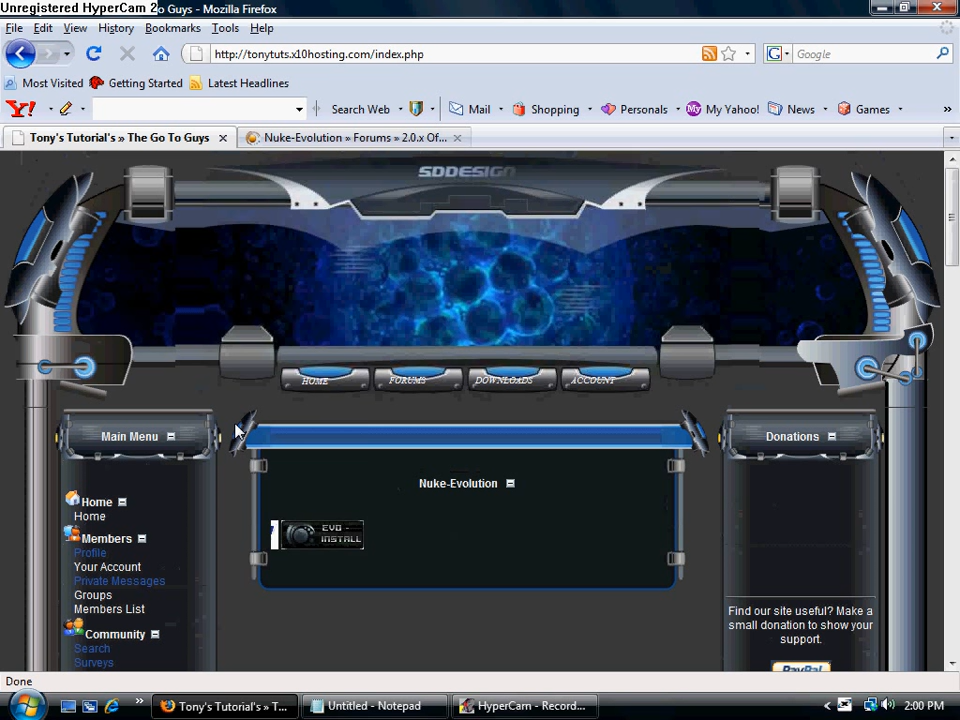 Unregistered HyperCam 2
o Guys - Mozilla Firefox
File Edit View History Bookmarks Tools Help
http://tonytuts.x10hosting.com/index.php
G Google
Most Visited Getting Started Latest Headlines
Y! Search Web Mail Shopping Personals My My Yahoo! News Games »
Tony's Tutorial's » The Go To Guys
Nuke-Evolution » Forums » 2.0.x Of...
SDDESIGN
HOME FORUMS DOWNLOADS ACCOUNT
Main Menu
Home
Home
Members
Profile
Your Account
Private Messages
Groups
Members List
Community
Search
Surveys
Nuke-Evolution
EVO -
INSTALL
Donations
Find our site useful? Make a
small donation to show your
support.
PayPal
Done
Tony's Tutorial's » T...
Untitled - Notepad
HyperCam - Record...
2:00 PM